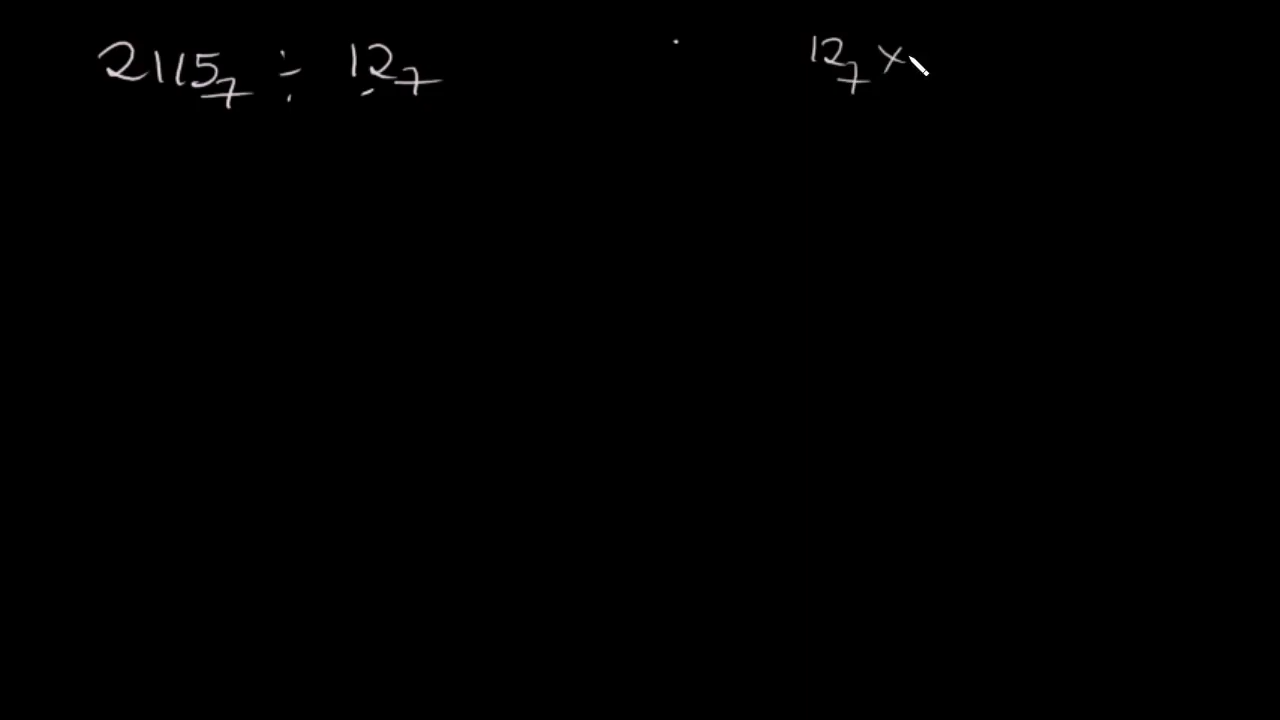 2115₇ ÷ 12₇
12₇ ×